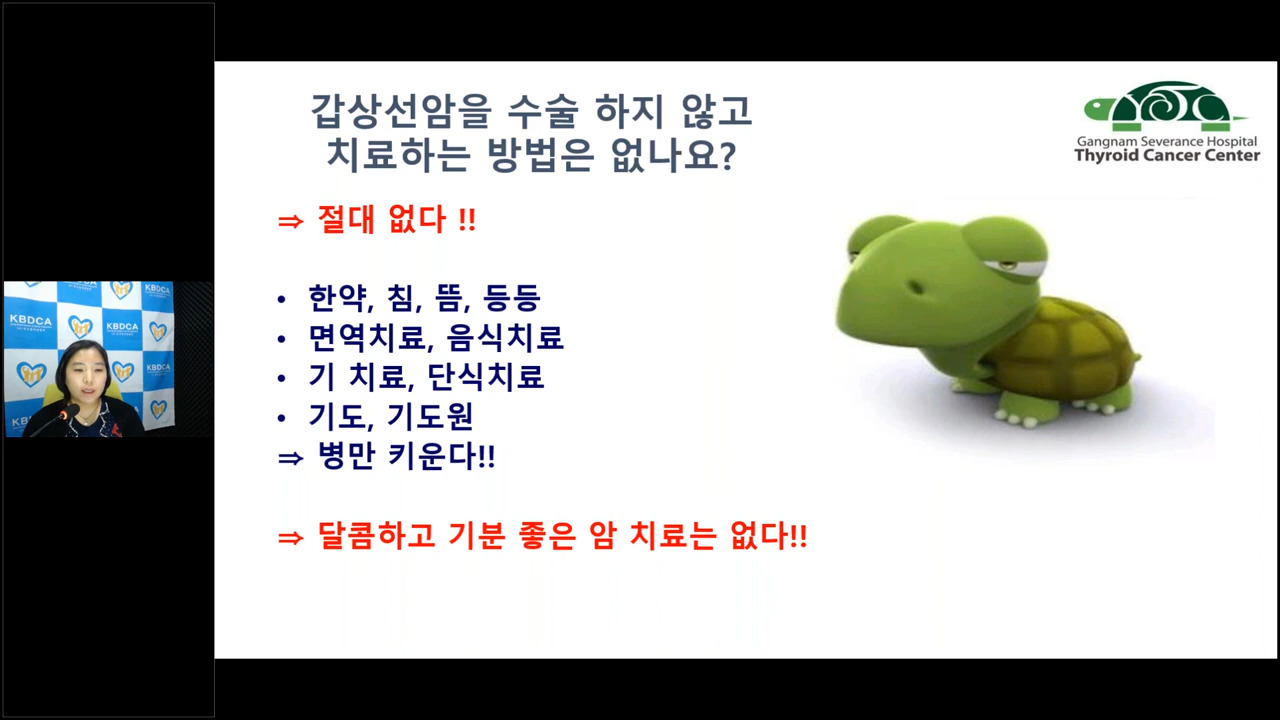 갑상선암을 수술 하지 않고
치료하는 방법은 없나요?
Gangnam Severance Hospital
Thyroid Cancer Center
⇒ 절대 없다 !!
• 한약, 침, 뜸, 등등
• 면역치료, 음식치료
• 기 치료, 단식치료
• 기도, 기도원
⇒ 병만 키운다!!
⇒ 달콤하고 기분 좋은 암 치료는 없다!!
KBDCA
KBDCA
KBDCA
KBDCA
KBDCA